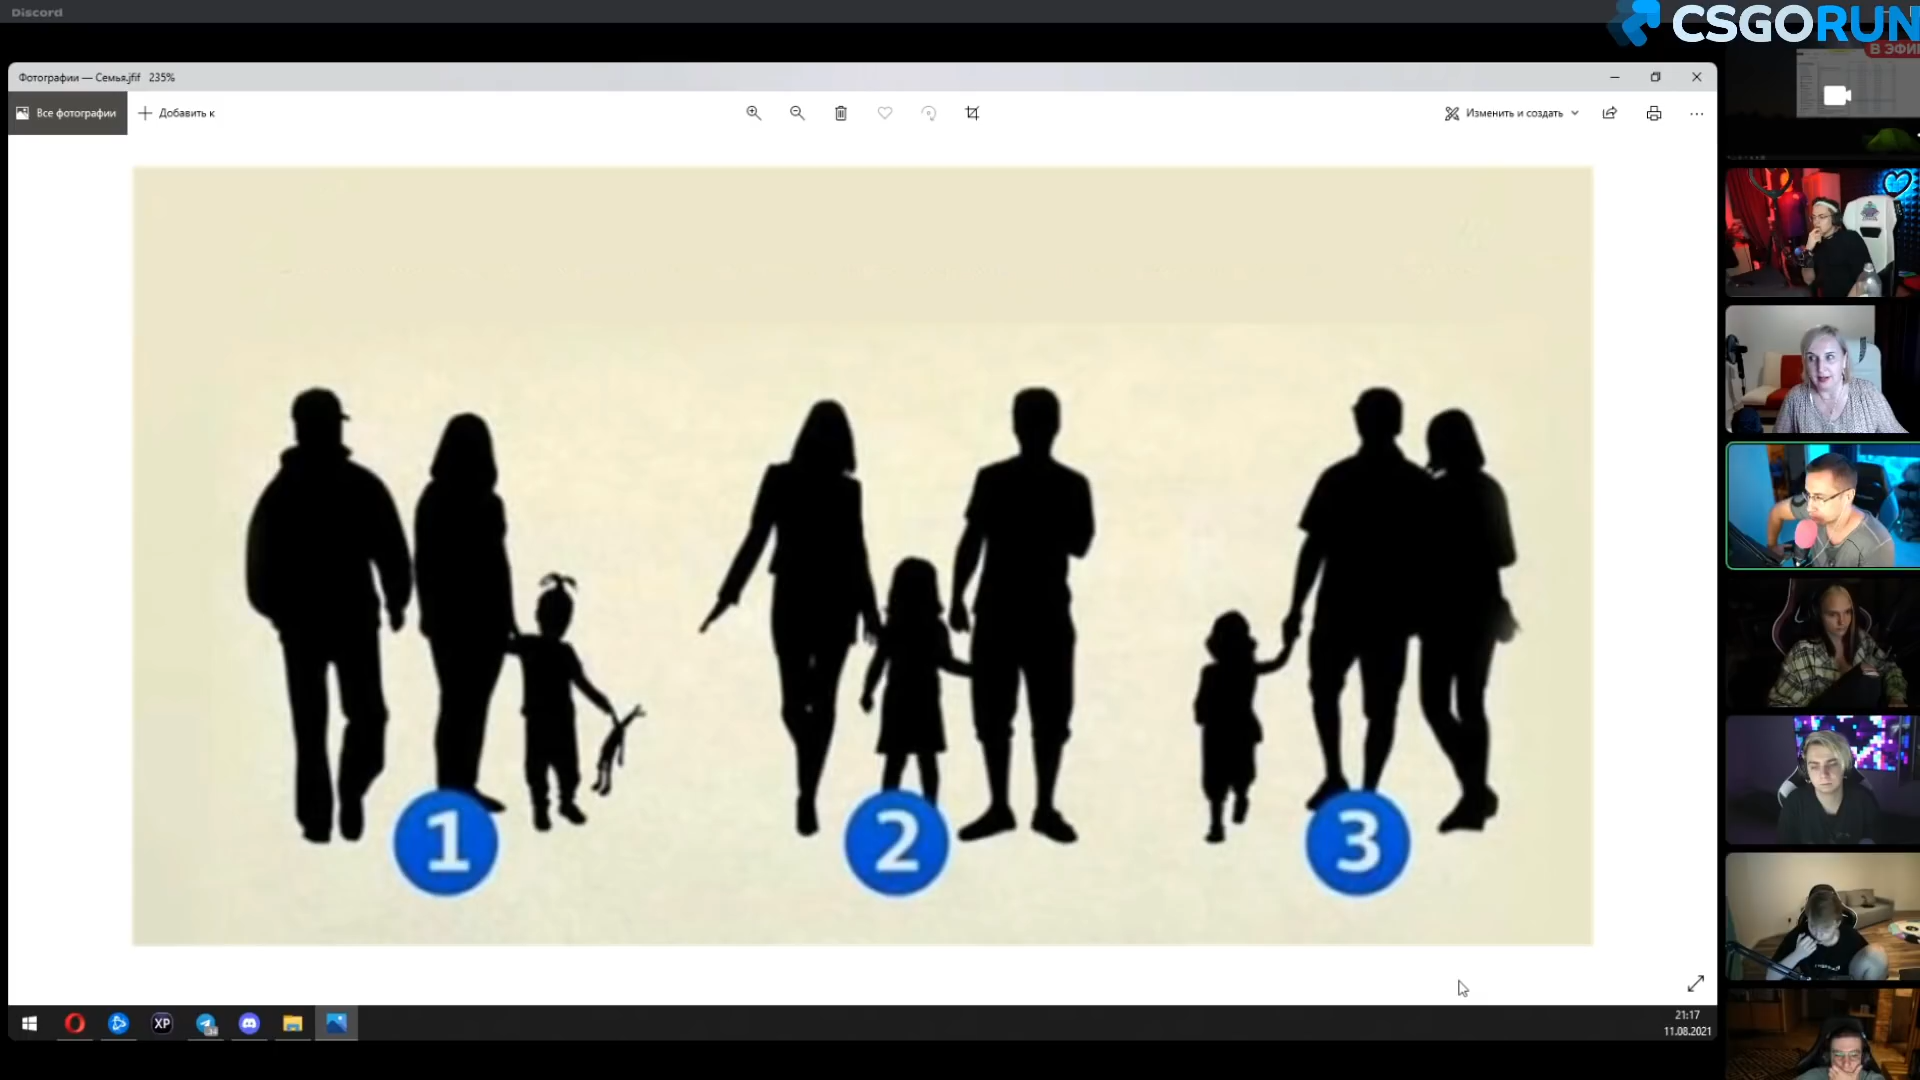 Discord
CSGORUN
В ЭФИ
Фотографии — Семья.jfif 235%
Все фотографии
Добавить к
Изменить и создать
1
2
3
XP
21:17
11.08.2021